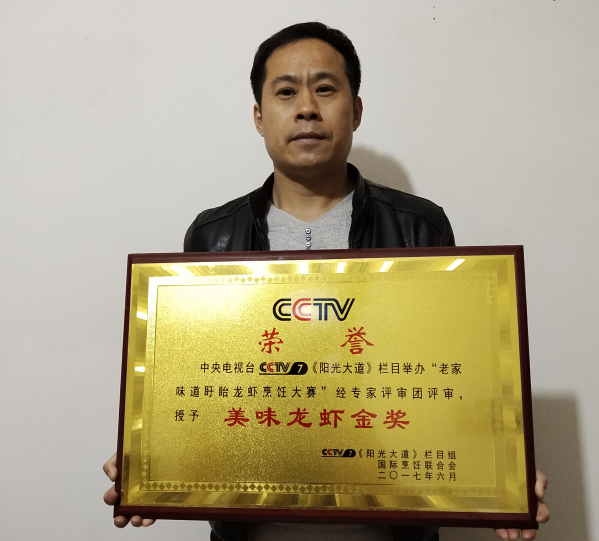 CCTV
荣誉
中央电视台CCTV 7《阳光大道》栏目举办“老家
味道盱眙龙虾烹饪大赛”经专家评审团评审，
授予 美味龙虾金奖
CCTV 7《阳光大道》栏目组
国际烹饪联合会
二〇一七年六月